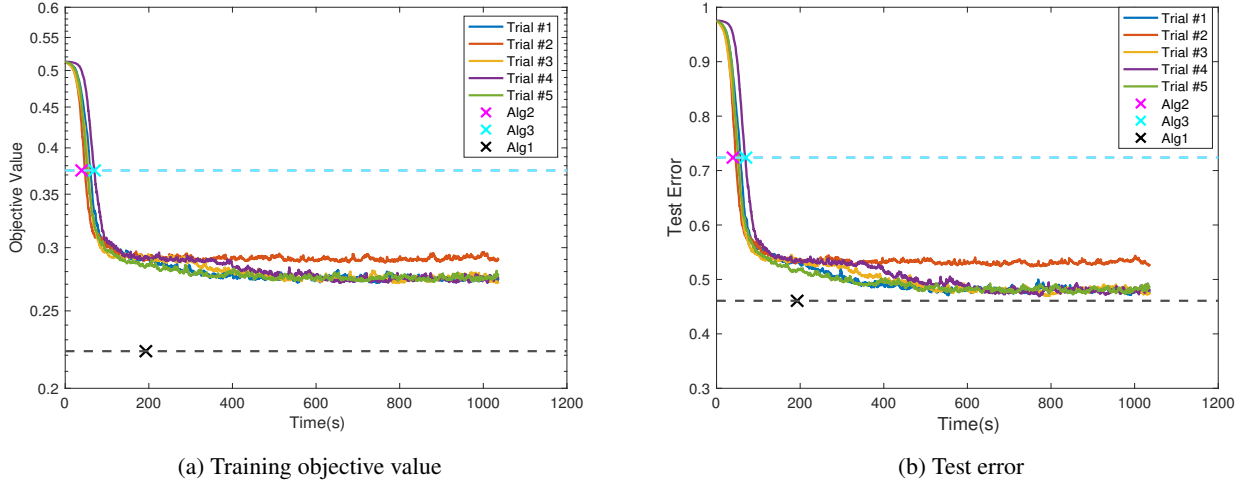 0.6
0.55
0.5
0.45
0.4
0.37
0.3
0.25
0.2
Objective Value
0 200 400 600 800 1000 1200
Time(s)
Trial #1
Trial #2
Trial #3
Trial #4
Trial #5
Alg2
Alg3
Alg1
(a) Training objective value
1
0.9
0.8
0.7
0.6
0.5
0.4
0.3
Test Error
0 200 400 600 800 1000 1200
Time(s)
Trial #1
Trial #2
Trial #3
Trial #4
Trial #5
Alg2
Alg3
Alg1
(b) Test error